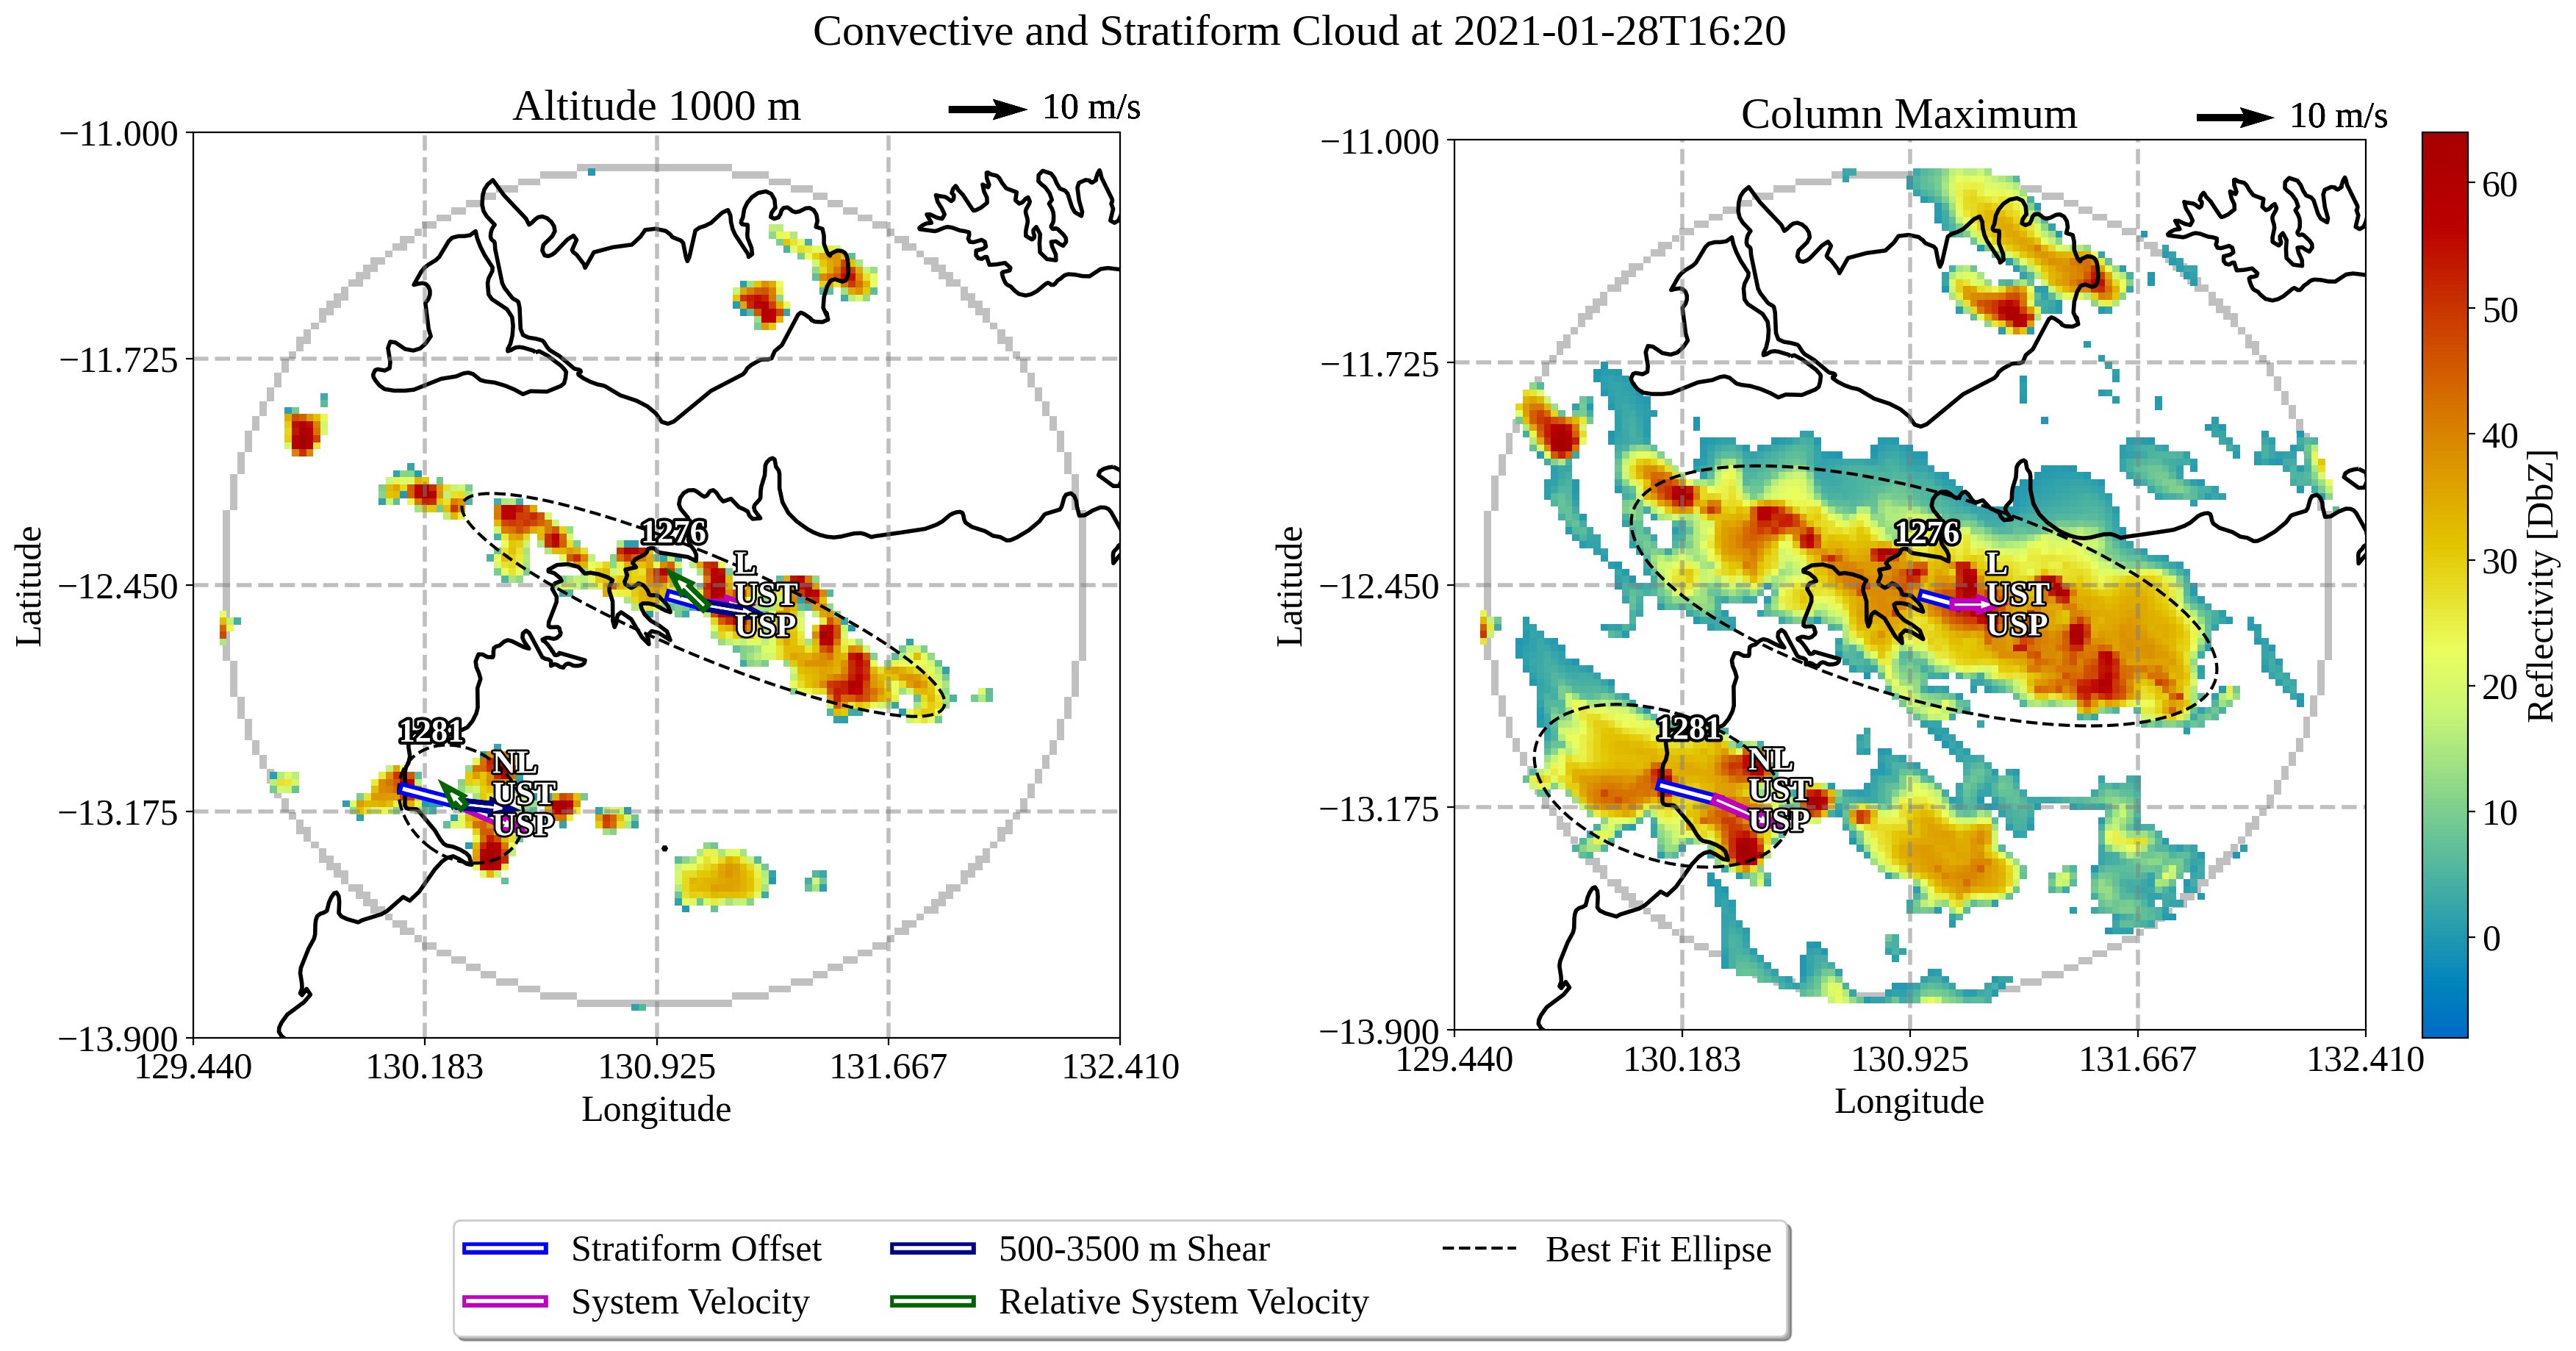 Convective and Stratiform Cloud at 2021-01-28T16:20
Altitude 1000 m
10 m/s
−11.000
−11.725
−12.450
−13.175
−13.900
129.440
130.183
130.925
131.667
132.410
Latitude
Longitude
1276
L
UST
USP
1281
NL
UST
USP
Column Maximum
10 m/s
−11.000
−11.725
−12.450
−13.175
−13.900
129.440
130.183
130.925
131.667
132.410
Latitude
Longitude
1276
L
UST
USP
1281
NL
UST
USP
60
50
40
30
20
10
0
Reflectivity [DbZ]
Stratiform Offset
System Velocity
500-3500 m Shear
Relative System Velocity
Best Fit Ellipse